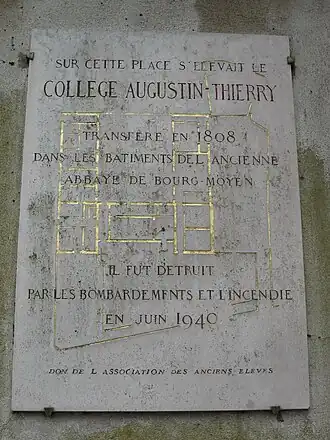 SUR CETTE PLACE S'ELEVAIT LE
COLLEGE AUGUSTIN-THIERRY
TRANSFERE EN 1808
DANS LES BATIMENTS DE L'ANCIENNE
ABBAYE DE BOURG-MOYEN
IL FUT DETRUIT
PAR LES BOMBARDEMENTS ET L'INCENDIE
EN JUIN 1940
DON DE L ASSOCIATION DES ANCIENS ELEVES